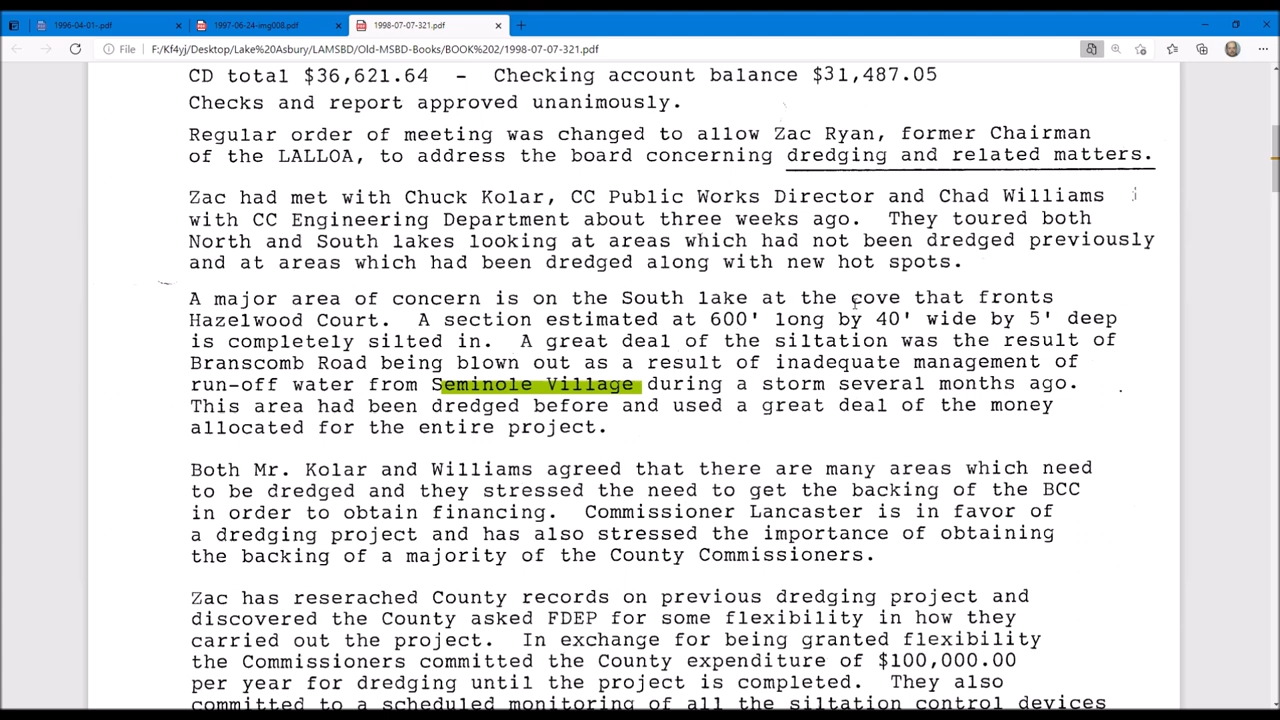 1996-04-01-.pdf
1997-06-24-img008.pdf
1998-07-07-321.pdf
File F:/Kf4yj/Desktop/Lake%20Asbury/LAMSBD/Old-MSBD-Books/BOOK%202/1998-07-07-321.pdf
CD total $36,621.64 - Checking account balance $31,487.05
Checks and report approved unanimously.
Regular order of meeting was changed to allow Zac Ryan, former Chairman
of the LALLOA, to address the board concerning dredging and related matters.
Zac had met with Chuck Kolar, CC Public Works Director and Chad Williams
with CC Engineering Department about three weeks ago. They toured both
North and South lakes looking at areas which had not been dredged previously
and at areas which had been dredged along with new hot spots.
A major area of concern is on the South lake at the cove that fronts
Hazelwood Court. A section estimated at 600' long by 40' wide by 5' deep
is completely silted in. A great deal of the siltation was the result of
Branscomb Road being blown out as a result of inadequate management of
run-off water from Seminole Village during a storm several months ago.
This area had been dredged before and used a great deal of the money
allocated for the entire project.
Both Mr. Kolar and Williams agreed that there are many areas which need
to be dredged and they stressed the need to get the backing of the BCC
in order to obtain financing. Commissioner Lancaster is in favor of
a dredging project and has also stressed the importance of obtaining
the backing of a majority of the County Commissioners.
Zac has reserached County records on previous dredging project and
discovered the County asked FDEP for some flexibility in how they
carried out the project. In exchange for being granted flexibility
the Commissioners committed the County expenditure of $100,000.00
per year for dredging until the project is completed. They also
committed to a scheduled monitoring of all the siltation control devices